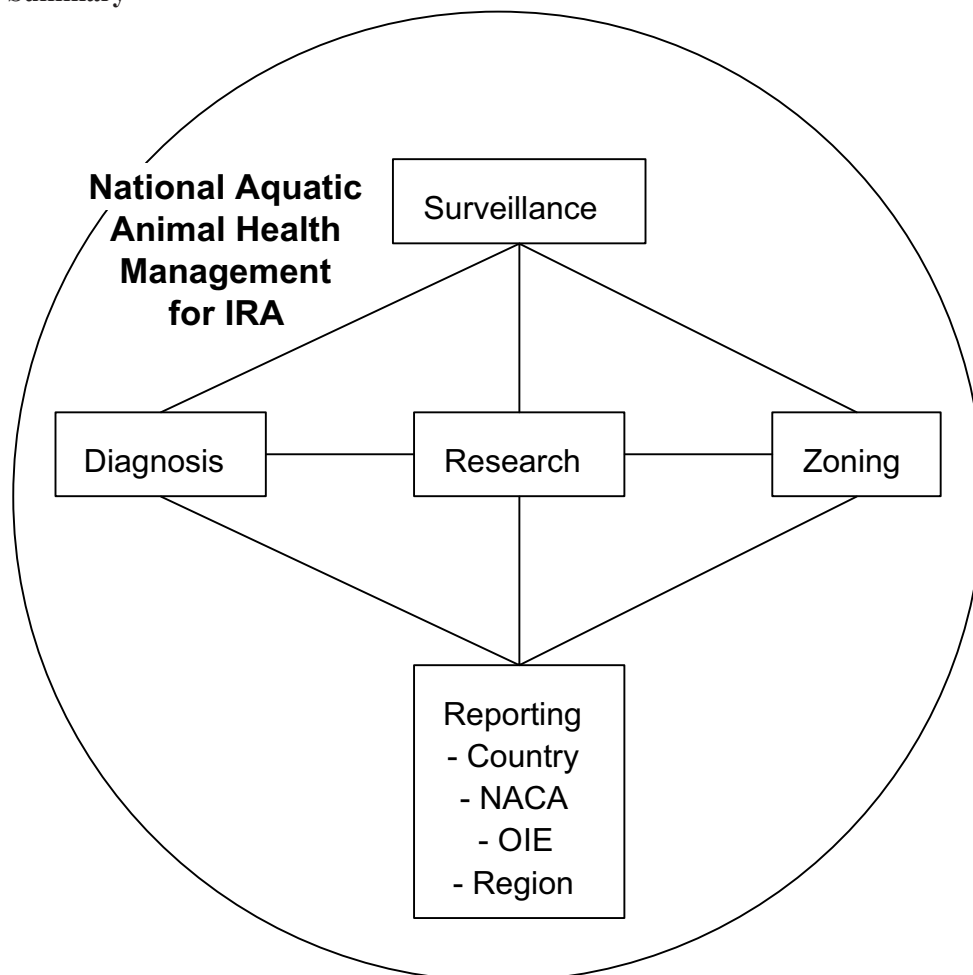 Summary
National Aquatic
Animal Health
Management
for IRA
Surveillance
Diagnosis
Research
Zoning
Reporting
- Country
- NACA
- OIE
- Region